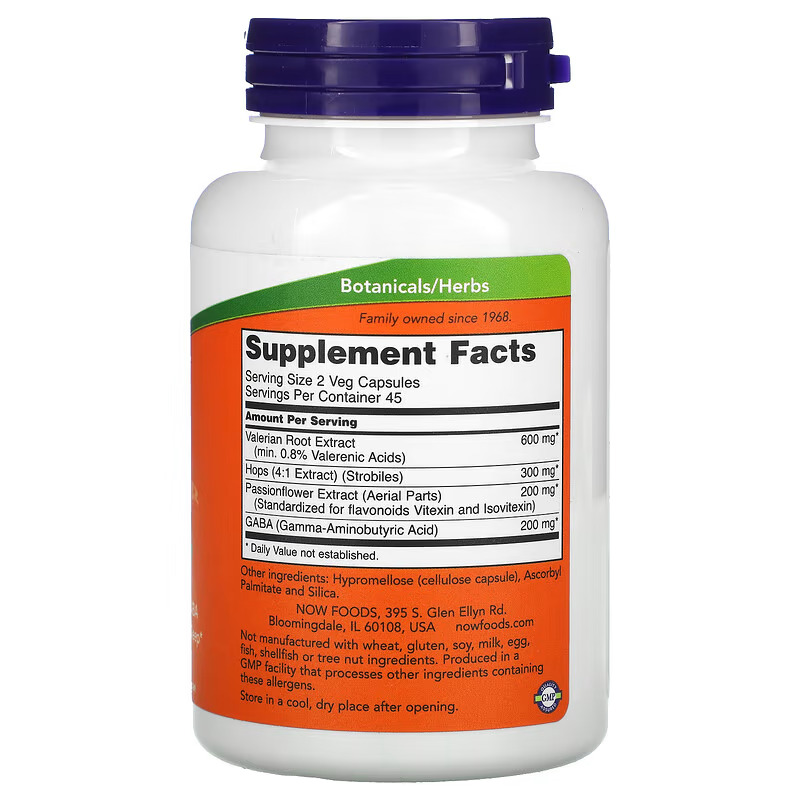 Botanicals/Herbs
Family owned since 1968.
Supplement Facts
Serving Size 2 Veg Capsules
Servings Per Container 45
Amount Per Serving
Valerian Root Extract 600 mg*
(min. 0.8% Valerenic Acids)
Hops (4:1 Extract) (Strobiles) 300 mg*
Passionflower Extract (Aerial Parts) 200 mg*
(Standardized for flavonoids Vitexin and Isovitexin)
GABA (Gamma-Aminobutyric Acid) 200 mg*
* Daily Value not established.
Other ingredients: Hypromellose (cellulose capsule), Ascorbyl
Palmitate and Silica.
NOW FOODS, 395 S. Glen Ellyn Rd.
Bloomingdale, IL 60108, USA nowfoods.com
Not manufactured with wheat, gluten, soy, milk, egg,
fish, shellfish or tree nut ingredients. Produced in a
GMP facility that processes other ingredients containing
these allergens.
Store in a cool, dry place after opening.
GMP